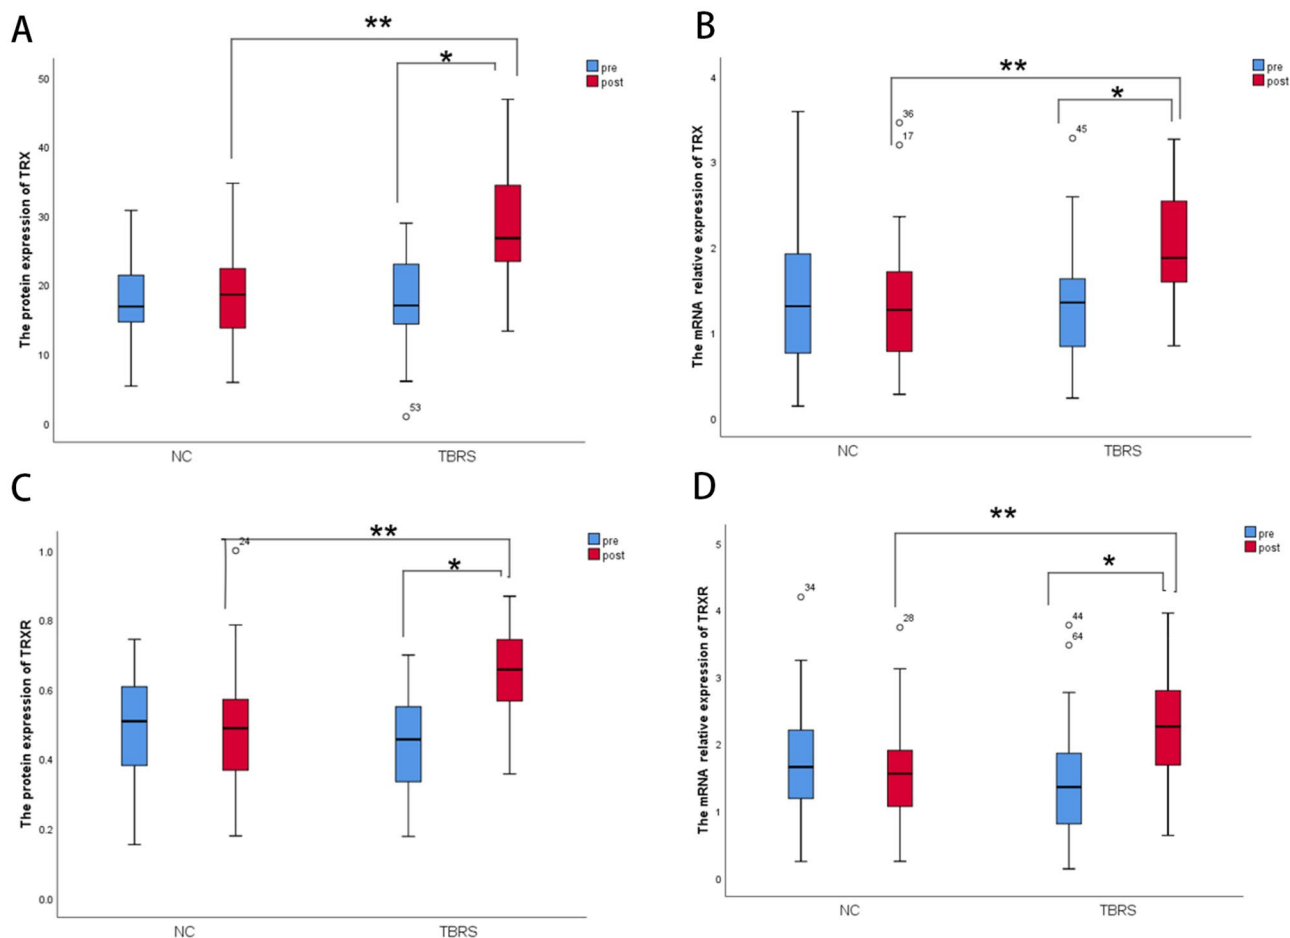 A
**
*
pre
post
50
40
30
20
10
0
The protein expression of TRX
53
NC
TBRS
B
**
*
pre
post
4
3
2
1
0
The mRNA relative expression of TRX
36
17
45
NC
TBRS
C
**
*
pre
post
1.0
0.8
0.6
0.4
0.2
0.0
The protein expression of TRXR
24
NC
TBRS
D
**
*
pre
post
5
4
3
2
1
0
The mRNA relative expression of TRXR
34
28
44
64
NC
TBRS